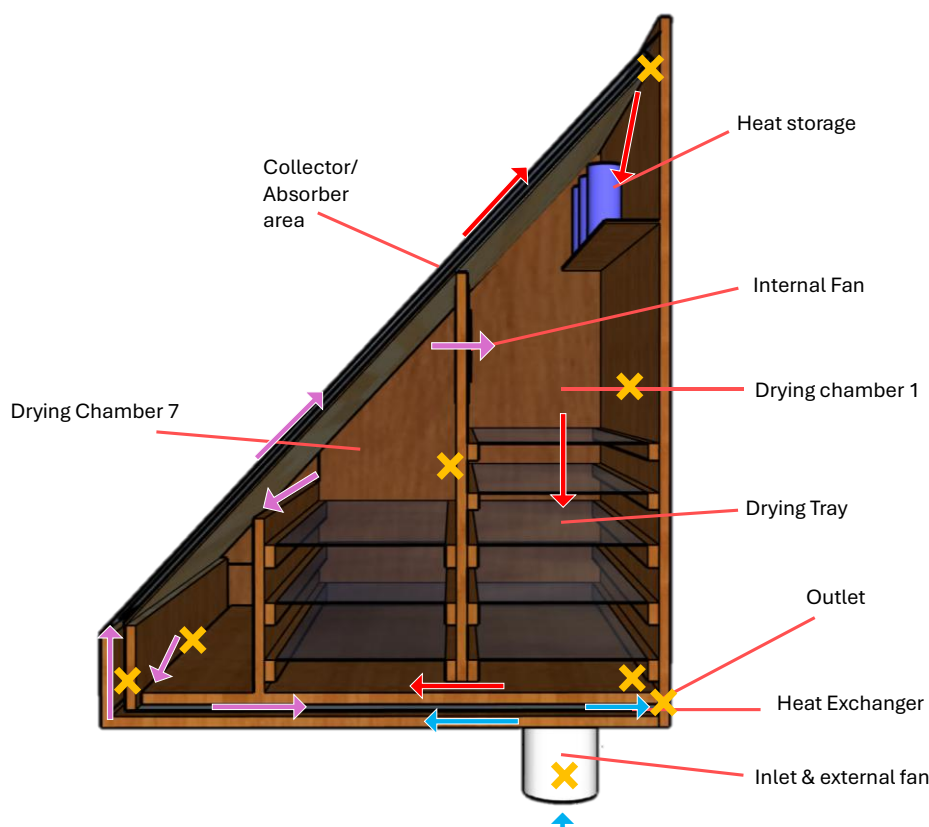 Heat storage
Collector/
Absorber
area
Internal Fan
Drying chamber 1
Drying Chamber 7
Drying Tray
Outlet
Heat Exchanger
Inlet & external fan